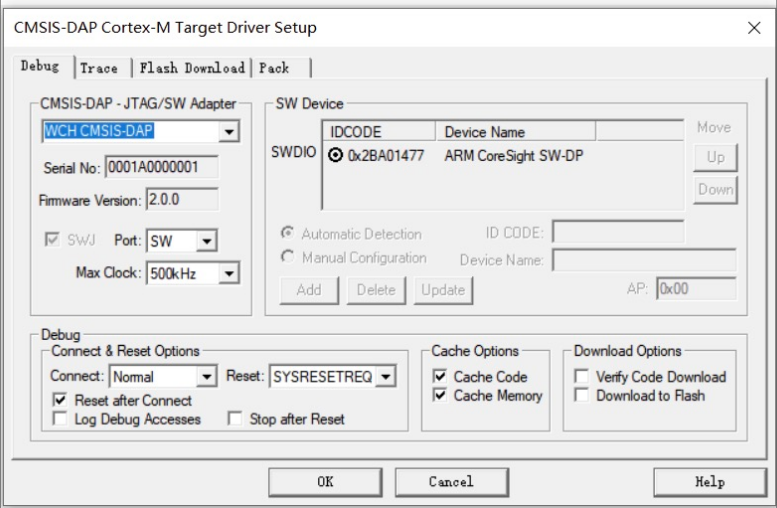 CMSIS-DAP Cortex-M Target Driver Setup
Debug Trace Flash Download Pack
CMSIS-DAP - JTAG/SW Adapter
WCH CMSIS-DAP
Serial No: 0001A0000001
Firmware Version: 2.0.0
SWJ Port: SW
Max Clock: 500kHz
SW Device
IDCODE Device Name Move
SWDIO 0x2BA01477 ARM CoreSight SW-DP Up
Down
Automatic Detection ID CODE:
Manual Configuration Device Name:
Add Delete Update AP: 0x00
Debug
Connect & Reset Options
Connect: Normal Reset: SYSRESETREQ
Reset after Connect
Log Debug Accesses Stop after Reset
Cache Options
Cache Code
Cache Memory
Download Options
Verify Code Download
Download to Flash
OK Cancel Help